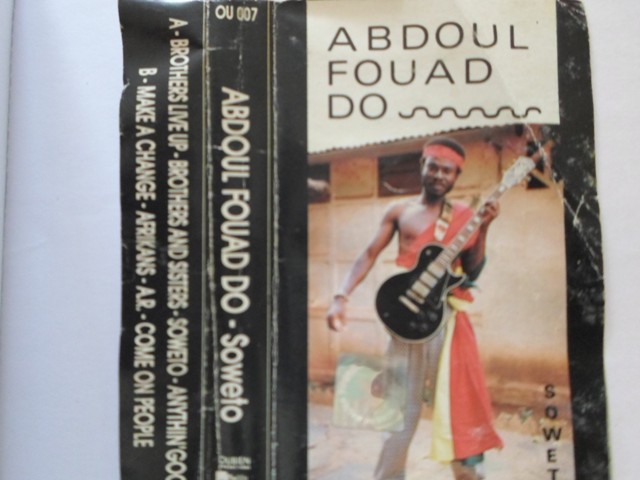 A - BROTHERS LIVE UP - BROTHERS AND SISTERS - SOWETO - ANYTHIN'GOO
B - MAKE A CHANGE - AFRIKANS - A.R. - COME ON PEOPLE
OU 007
ABDOUL FOUAD DO - Soweto
ABDOUL
FOUAD
DO
SOWET